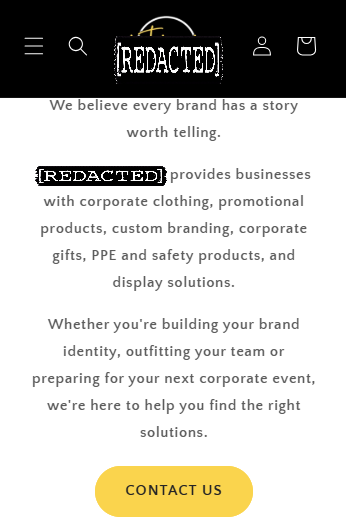 [REDACTED]
We believe every brand has a story
worth telling.
[REDACTED] provides businesses
with corporate clothing, promotional
products, custom branding, corporate
gifts, PPE and safety products, and
display solutions.
Whether you're building your brand
identity, outfitting your team or
preparing for your next corporate event,
we're here to help you find the right
solutions.
CONTACT US